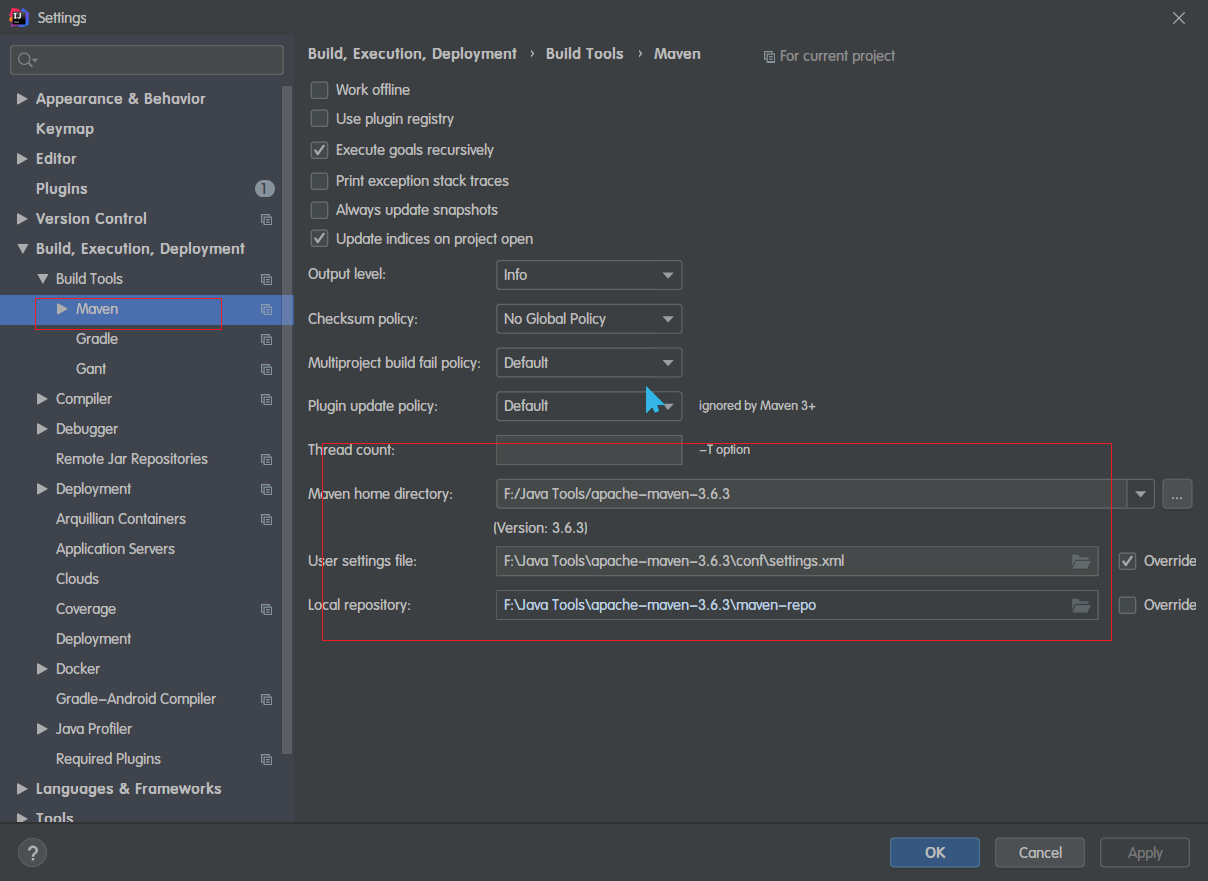 Settings
Build, Execution, Deployment › Build Tools › Maven
For current project
Appearance & Behavior
Keymap
Editor
Plugins
1
Version Control
Build, Execution, Deployment
Build Tools
Maven
Gradle
Gant
Compiler
Debugger
Remote Jar Repositories
Deployment
Arquillian Containers
Application Servers
Clouds
Coverage
Deployment
Docker
Gradle-Android Compiler
Java Profiler
Required Plugins
Languages & Frameworks
Tools
Work offline
Use plugin registry
Execute goals recursively
Print exception stack traces
Always update snapshots
Update indices on project open
Output level: Info
Checksum policy: No Global Policy
Multiproject build fail policy: Default
Plugin update policy: Default ignored by Maven 3+
Thread count: -T option
Maven home directory: F:/Java Tools/apache-maven-3.6.3 ...
(Version: 3.6.3)
User settings file: F:\Java Tools\apache-maven-3.6.3\conf\settings.xml Override
Local repository: F:\Java Tools\apache-maven-3.6.3\maven-repo Override
?
OK
Cancel
Apply